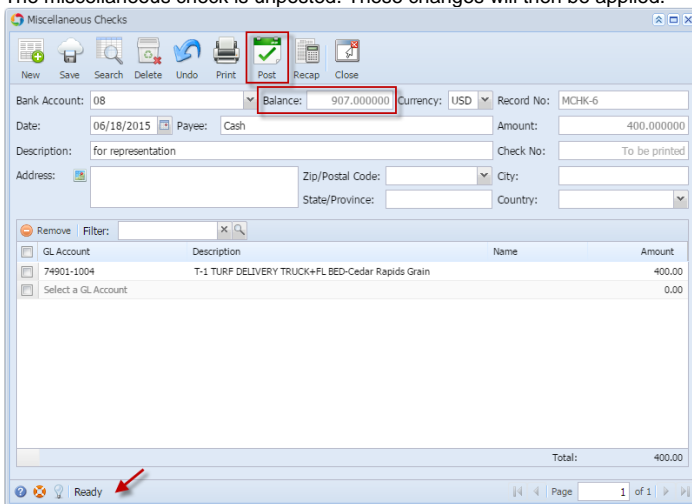 The miscellaneous check is unposted. These changes will then be applied.
Miscellaneous Checks
New Save Search Delete Undo Print Post Recap Close
Bank Account: 08 Balance: 907.000000 Currency: USD Record No: MCHK-6
Date: 06/18/2015 Payee: Cash Amount: 400.000000
Description: for representation Check No: To be printed
Address: Zip/Postal Code: City:
State/Province: Country:
Remove Filter:
GL Account Description Name Amount
74901-1004 T-1 TURF DELIVERY TRUCK+FL BED-Cedar Rapids Grain 400.00
Select a GL Account 0.00
Total: 400.00
Ready Page 1 of 1